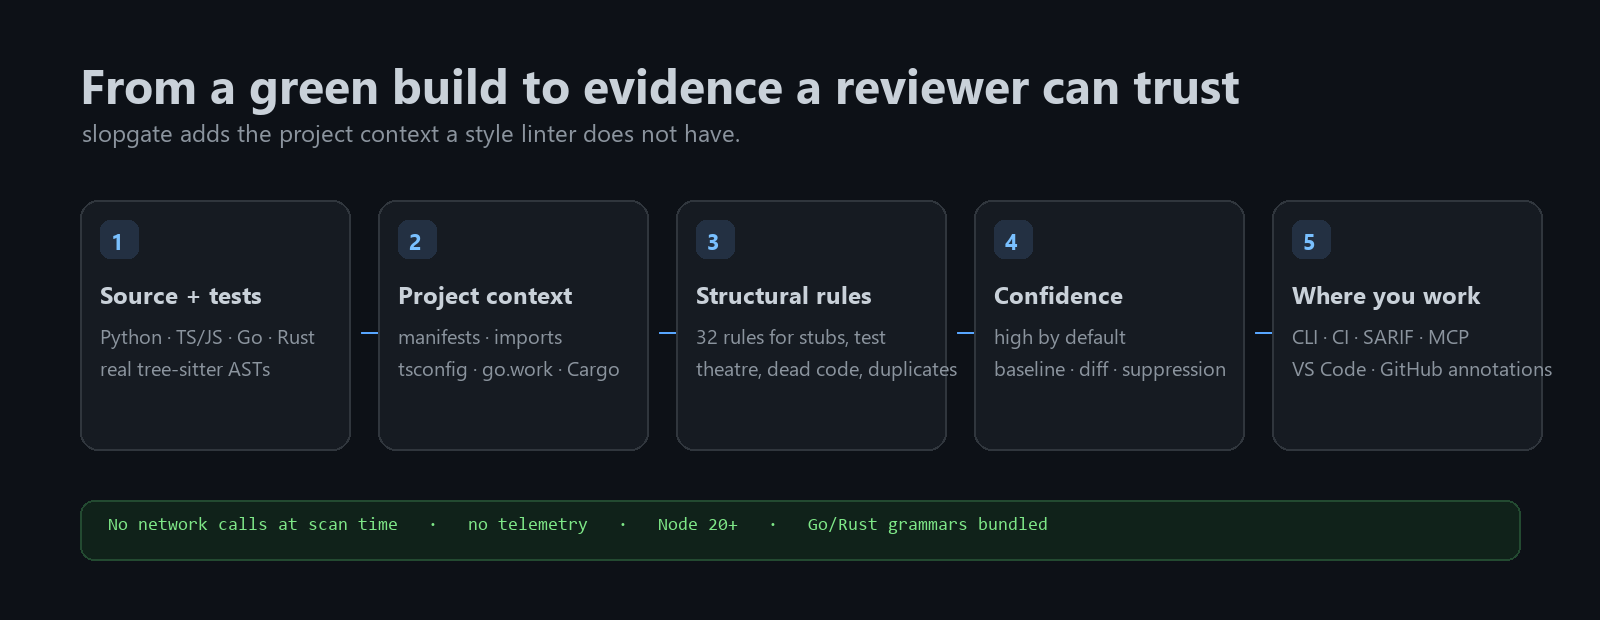 From a green build to evidence a reviewer can trust
slopgate adds the project context a style linter does not have.
1
Source + tests
Python · TS/JS · Go · Rust
real tree-sitter ASTs
2
Project context
manifests · imports
tsconfig · go.work · Cargo
3
Structural rules
32 rules for stubs, test
theatre, dead code, duplicates
4
Confidence
high by default
baseline · diff · suppression
5
Where you work
CLI · CI · SARIF · MCP
VS Code · GitHub annotations
No network calls at scan time · no telemetry · Node 20+ · Go/Rust grammars bundled